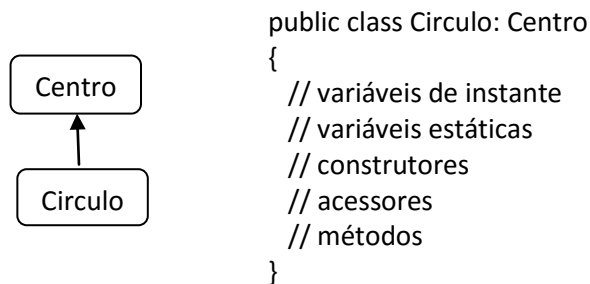 Centro
Circulo
public class Circulo: Centro
{
// variáveis de instante
// variáveis estáticas
// construtores
// acessores
// métodos
}